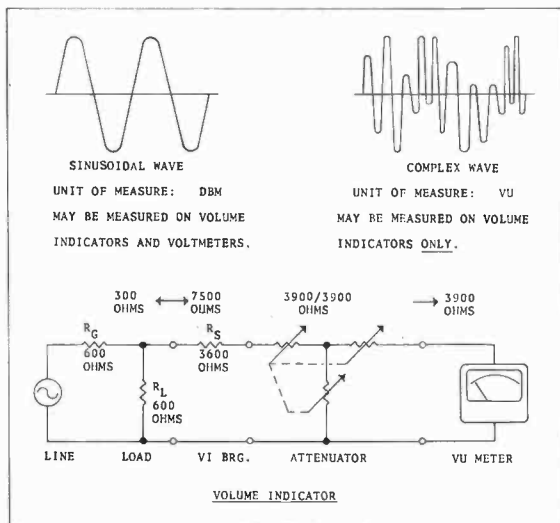 SINUSOIDAL WAVE
UNIT OF MEASURE: DBM
MAY BE MEASURED ON VOLUME
INDICATORS AND VOLTMETERS.
COMPLEX WAVE
UNIT OF MEASURE: VU
MAY BE MEASURED ON VOLUME
INDICATORS ONLY.
300 7500 3900/3900 3900
OHMS OHMS OHMS OHMS
RG RS
600 3600
OHMS OHMS
RL
600
OHMS
LINE LOAD VI BRG. ATTENUATOR VU METER
VOLUME INDICATOR